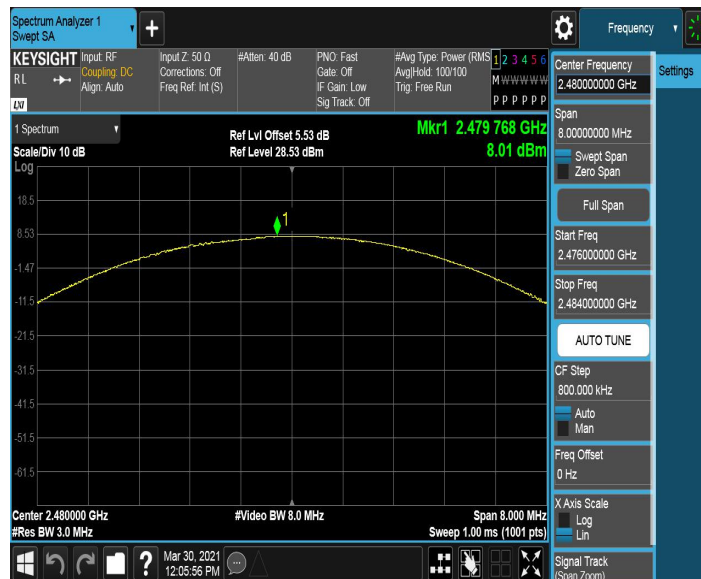 Spectrum Analyzer 1
Swept SA
Frequency
KEYSIGHT
RL
LXI
Input: RF
Coupling: DC
Align: Auto
Input Z: 50 Ω
Corrections: Off
Freq Ref: Int (S)
#Atten: 40 dB
PNO: Fast
Gate: Off
IF Gain: Low
Sig Track: Off
#Avg Type: Power (RMS
Avg|Hold: 100/100
Trig: Free Run
1 2 3 4 5 6
M W W W W W
P P P P P P
1 Spectrum
Scale/Div 10 dB
Log
Ref Lvl Offset 5.53 dB
Ref Level 28.53 dBm
Mkr1 2.479 768 GHz
8.01 dBm
18.5
8.53
-1.47
-11.5
-21.5
-31.5
-41.5
-51.5
-61.5
1
Center 2.480000 GHz
#Res BW 3.0 MHz
#Video BW 8.0 MHz
Span 8.000 MHz
Sweep 1.00 ms (1001 pts)
?
Mar 30, 2021
12:05:56 PM
Center Frequency
2.480000000 GHz
Settings
Span
8.00000000 MHz
Swept Span
Zero Span
Full Span
Start Freq
2.476000000 GHz
Stop Freq
2.484000000 GHz
AUTO TUNE
CF Step
800.000 kHz
Auto
Man
Freq Offset
0 Hz
X Axis Scale
Log
Lin
Signal Track
(Span Zoom)